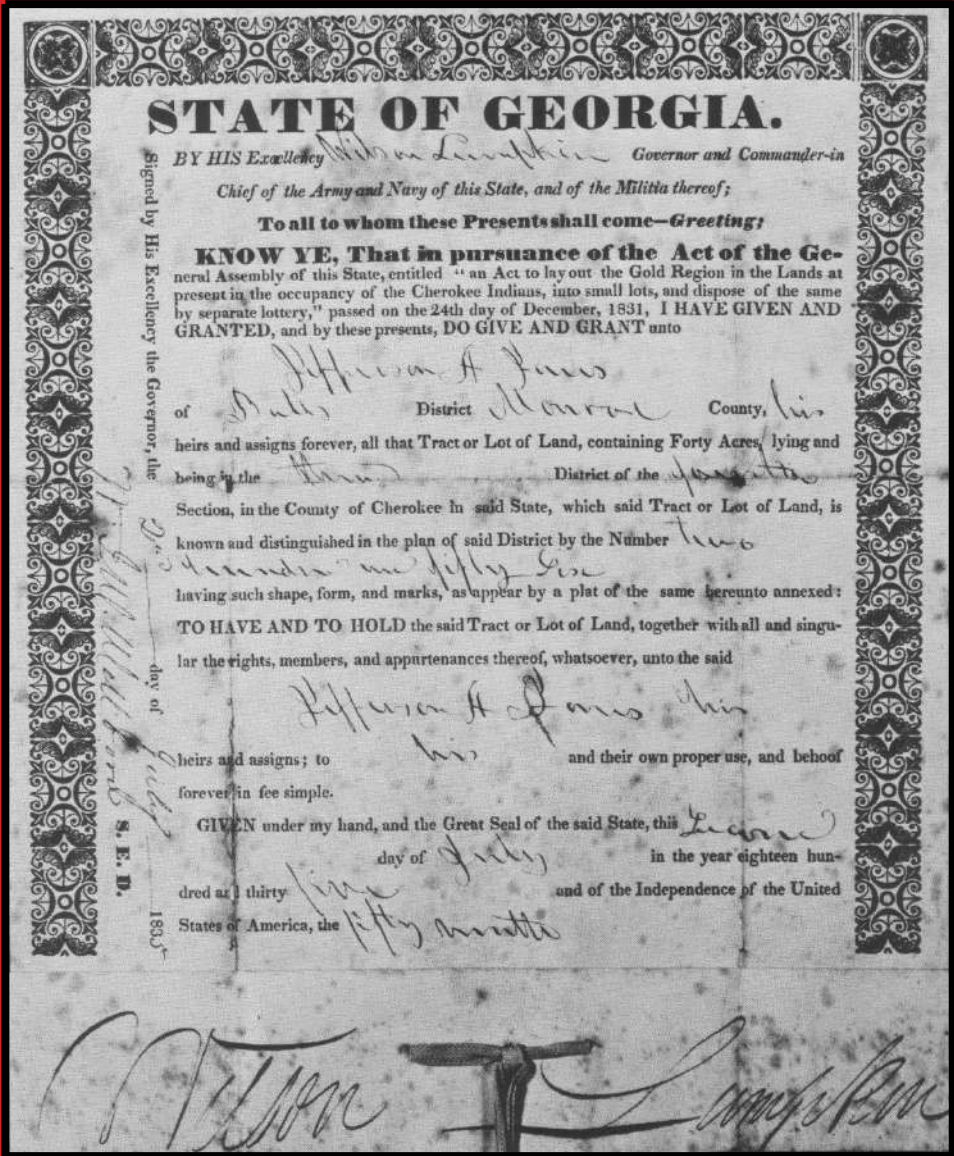 STATE OF GEORGIA.
BY HIS Excellency Wilson Lumpkin Governor and Commander-in
Chief of the Army and Navy of this State, and of the Militia thereof;
To all to whom these Presents shall come—Greeting;
KNOW YE, That in pursuance of the Act of the Ge-
neral Assembly of this State, entitled "an Act to lay out the Gold Region in the Lands at
present in the occupancy of the Cherokee Indians, into small lots, and dispose of the same
by separate lottery," passed on the 24th day of December, 1831, I HAVE GIVEN AND
GRANTED, and by these presents, DO GIVE AND GRANT unto
Jefferson A
of District Monroe County, his
heirs and assigns forever, all that Tract or Lot of Land, containing Forty Acres, lying and
being in the District of the
Section, in the County of Cherokee in said State, which said Tract or Lot of Land, is
known and distinguished in the plan of said District by the Number two
fifty
having such shape, form, and marks, as appear by a plat of the same hereunto annexed:
TO HAVE AND TO HOLD the said Tract or Lot of Land, together with all and singu-
lar the rights, members, and appurtenances thereof, whatsoever, unto the said
Jefferson A his
heirs and assigns; to his and their own proper use, and behoof
forever in fee simple.
GIVEN under my hand, and the Great Seal of the said State, this
day of July in the year eighteen hun-
dred and thirty five and of the Independence of the United
States of America, the fifty ninth
Signed by His Excellency the Governor, the day of July 1835
S. E. D.
Wilson Lumpkin